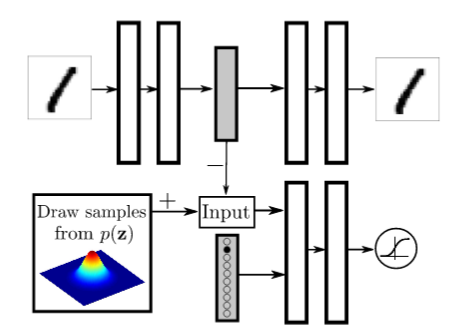 −
+
Draw samples
from p(z)
Input